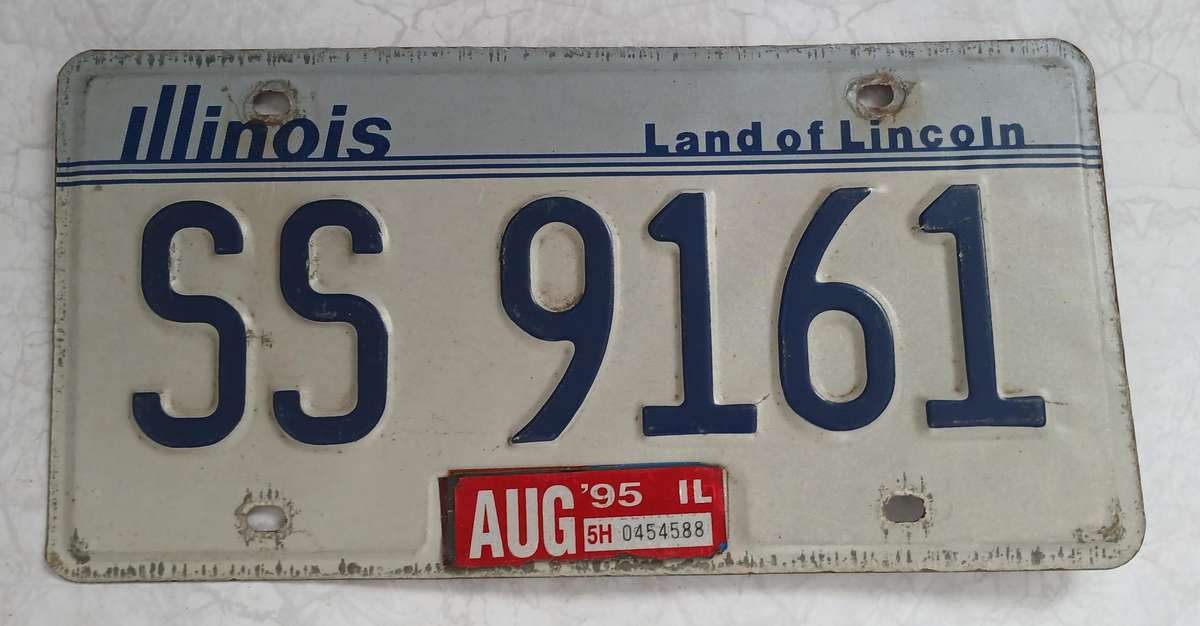 Illinois Land of Lincoln
SS 9161
AUG '95 IL
5H 0454588